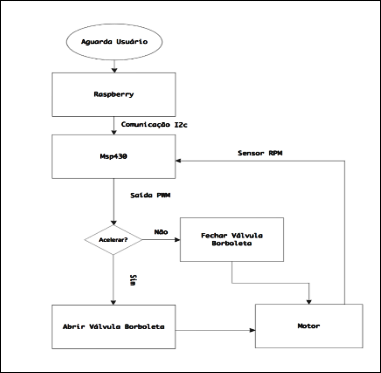 Aguarda Usuário
Raspberry
Comunicação I2c
Msp430
Sensor RPM
Saída PWM
Acelerar?
Não
Fechar Válvula
Borboleta
Sim
Abrir Válvula Borboleta
Motor